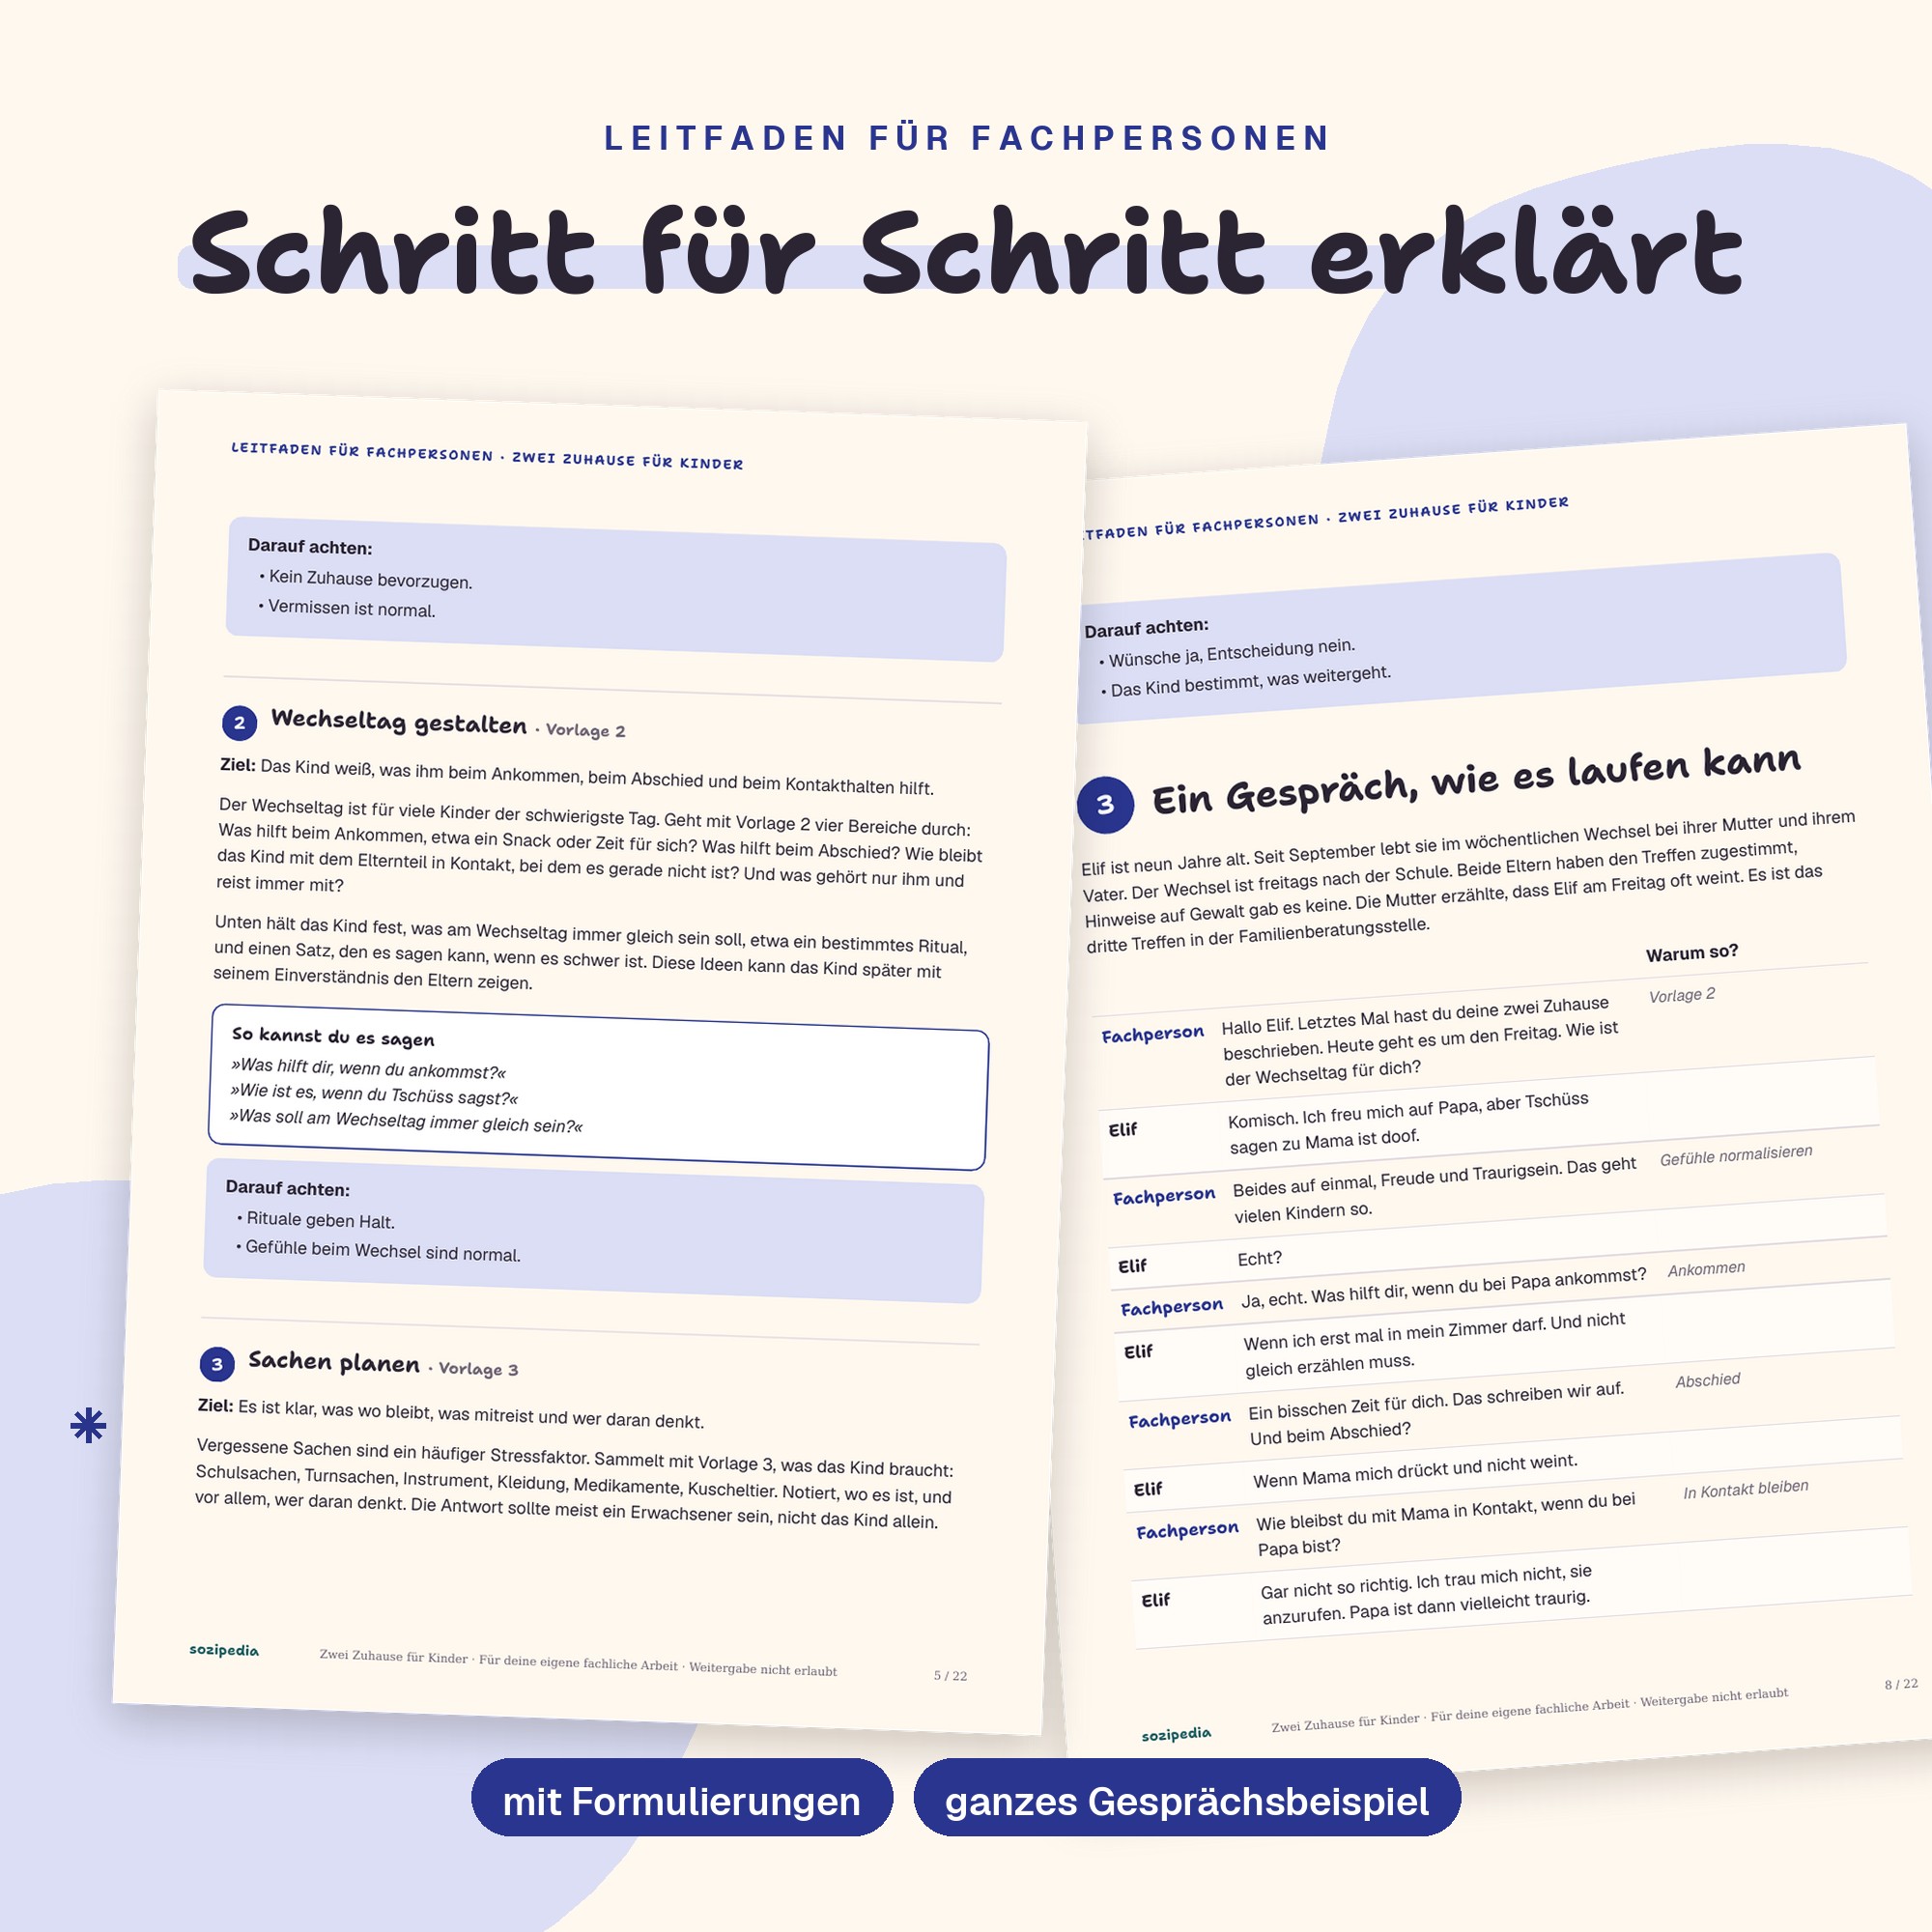 LEITFADEN FÜR FACHPERSONEN
Schritt für Schritt erklärt
LEITFADEN FÜR FACHPERSONEN · ZWEI ZUHAUSE FÜR KINDER
Darauf achten:
• Kein Zuhause bevorzugen.
• Vermissen ist normal.
2 Wechseltag gestalten · Vorlage 2
Ziel: Das Kind weiß, was ihm beim Ankommen, beim Abschied und beim Kontakthalten hilft.
Der Wechseltag ist für viele Kinder der schwierigste Tag. Geht mit Vorlage 2 vier Bereiche durch:
Was hilft beim Ankommen, etwa ein Snack oder Zeit für sich? Was hilft beim Abschied? Wie bleibt
das Kind mit dem Elternteil in Kontakt, bei dem es gerade nicht ist? Und was gehört nur ihm und
reist immer mit?
Unten hält das Kind fest, was am Wechseltag immer gleich sein soll, etwa ein bestimmtes Ritual,
und einen Satz, den es sagen kann, wenn es schwer ist. Diese Ideen kann das Kind später mit
seinem Einverständnis den Eltern zeigen.
So kannst du es sagen
»Was hilft dir, wenn du ankommst?«
»Wie ist es, wenn du Tschüss sagst?«
»Was soll am Wechseltag immer gleich sein?«
Darauf achten:
• Rituale geben Halt.
• Gefühle beim Wechsel sind normal.
3 Sachen planen · Vorlage 3
Ziel: Es ist klar, was wo bleibt, was mitreist und wer daran denkt.
Vergessene Sachen sind ein häufiger Stressfaktor. Sammelt mit Vorlage 3, was das Kind braucht:
Schulsachen, Turnsachen, Instrument, Kleidung, Medikamente, Kuscheltier. Notiert, wo es ist, und
vor allem, wer daran denkt. Die Antwort sollte meist ein Erwachsener sein, nicht das Kind allein.
sozipedia Zwei Zuhause für Kinder · Für deine eigene fachliche Arbeit · Weitergabe nicht erlaubt 5 / 22
TFADEN FÜR FACHPERSONEN · ZWEI ZUHAUSE FÜR KINDER
Darauf achten:
• Wünsche ja, Entscheidung nein.
• Das Kind bestimmt, was weitergeht.
3 Ein Gespräch, wie es laufen kann
Elif ist neun Jahre alt. Seit September lebt sie im wöchentlichen Wechsel bei ihrer Mutter und ihrem
Vater. Der Wechsel ist freitags nach der Schule. Beide Eltern haben den Treffen zugestimmt,
Hinweise auf Gewalt gab es keine. Die Mutter erzählte, dass Elif am Freitag oft weint. Es ist das
dritte Treffen in der Familienberatungsstelle.
Warum so?
Fachperson Hallo Elif. Letztes Mal hast du deine zwei Zuhause Vorlage 2
beschrieben. Heute geht es um den Freitag. Wie ist
der Wechseltag für dich?
Elif Komisch. Ich freu mich auf Papa, aber Tschüss
sagen zu Mama ist doof.
Fachperson Beides auf einmal, Freude und Traurigsein. Das geht Gefühle normalisieren
vielen Kindern so.
Elif Echt?
Fachperson Ja, echt. Was hilft dir, wenn du bei Papa ankommst? Ankommen
Elif Wenn ich erst mal in mein Zimmer darf. Und nicht
gleich erzählen muss.
Fachperson Ein bisschen Zeit für dich. Das schreiben wir auf. Abschied
Und beim Abschied?
Elif Wenn Mama mich drückt und nicht weint.
Fachperson Wie bleibst du mit Mama in Kontakt, wenn du bei In Kontakt bleiben
Papa bist?
Elif Gar nicht so richtig. Ich trau mich nicht, sie
anzurufen. Papa ist dann vielleicht traurig.
sozipedia Zwei Zuhause für Kinder · Für deine eigene fachliche Arbeit · Weitergabe nicht erlaubt 8 / 22
mit Formulierungen
ganzes Gesprächsbeispiel